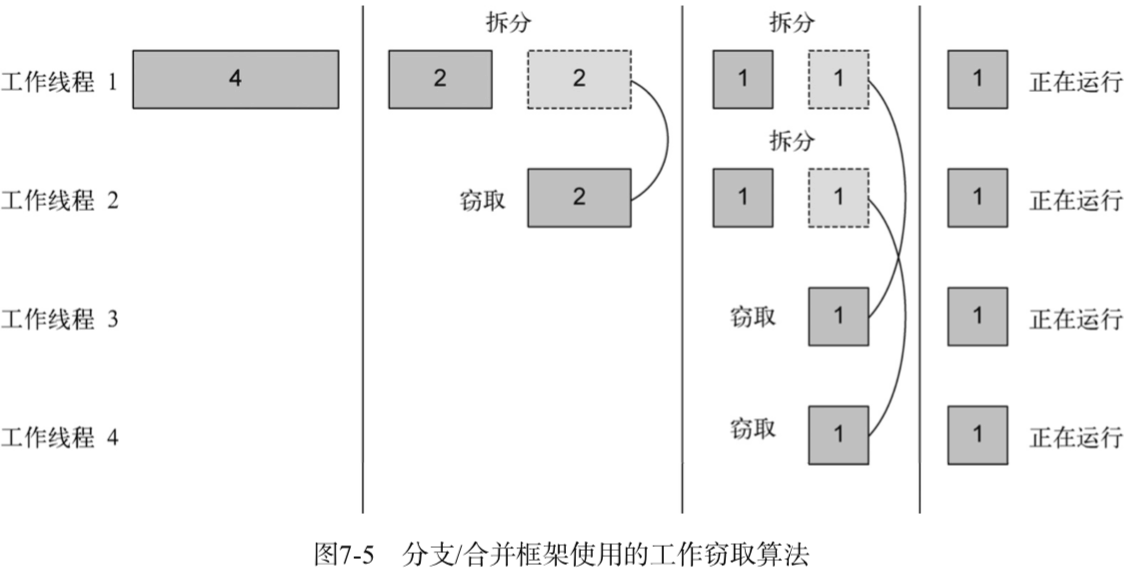 拆分 拆分
工作线程 1 4 2 2 1 1 1 正在运行
拆分
工作线程 2 窃取 2 1 1 1 正在运行
工作线程 3 窃取 1 1 正在运行
工作线程 4 窃取 1 1 正在运行
图7-5 分支/合并框架使用的工作窃取算法